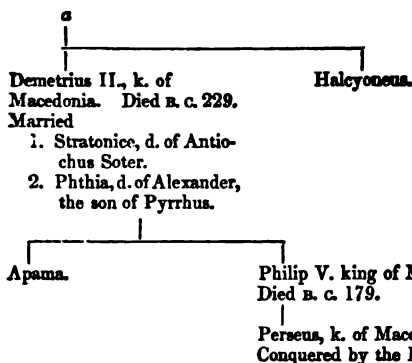 a
Demetrius II., k. of
Macedonia. Died B. C. 229.
Married
1. Stratonice, d. of Antio-
chus Soter.
2. Phthia, d. of Alexander,
the son of Pyrrhus.
Halcyoneus.
Apama.
Philip V. king of
Died B. C. 179.
Perseus, k. of
Conquered by the